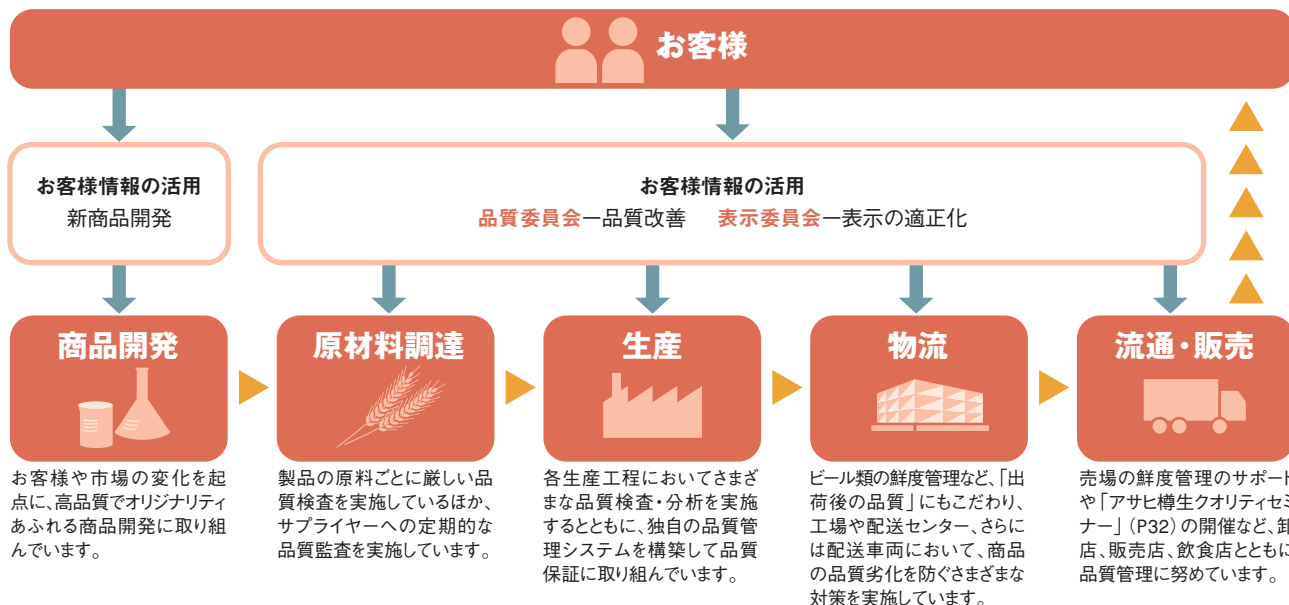 お客様
お客様情報の活用
新商品開発
お客様情報の活用
品質委員会ー品質改善　表示委員会ー表示の適正化
商品開発
お客様や市場の変化を起
点に、高品質でオリジナリティ
あふれる商品開発に取り組
んでいます。
原材料調達
製品の原料ごとに厳しい品
質検査を実施しているほか、
サプライヤーへの定期的な
品質監査を実施しています。
生産
各生産工程においてさまざ
まな品質検査・分析を実施
するとともに、独自の品質管
理システムを構築して品質
保証に取り組んでいます。
物流
ビール類の鮮度管理など、「出
荷後の品質」にもこだわり、
工場や配送センター、さらに
は配送車両において、商品
の品質劣化を防ぐさまざまな
対策を実施しています。
流通・販売
売場の鮮度管理のサポート
や「アサヒ樽生クオリティセミ
ナー」（P32）の開催など、卸
店、販売店、飲食店とともに
品質管理に努めています。